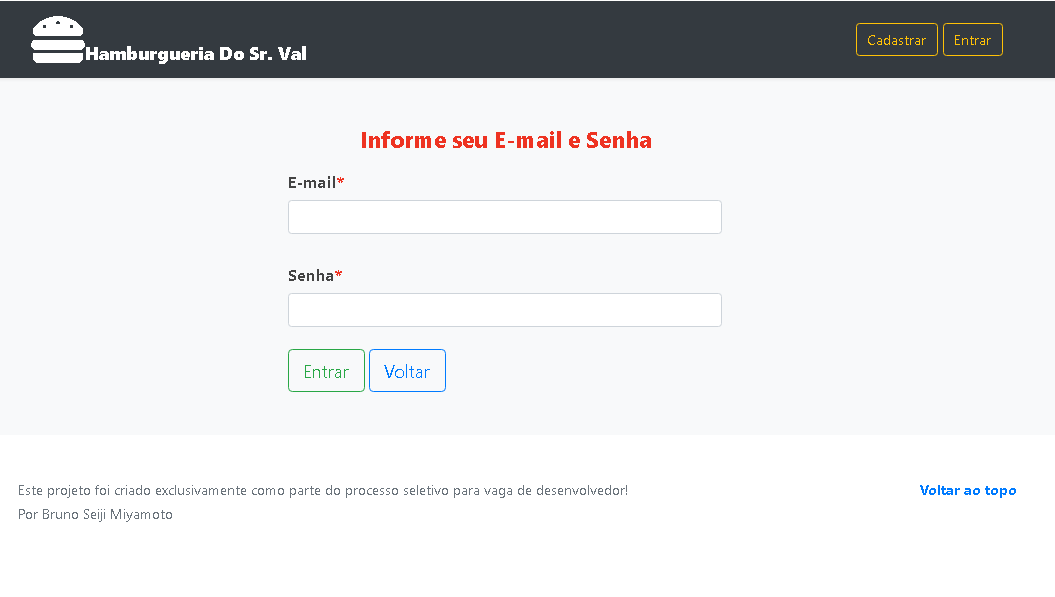 Hamburgueria Do Sr. Val
Cadastrar
Entrar
Informe seu E-mail e Senha
E-mail*
Senha*
Entrar
Voltar
Este projeto foi criado exclusivamente como parte do processo seletivo para vaga de desenvolvedor!
Voltar ao topo
Por Bruno Seiji Miyamoto